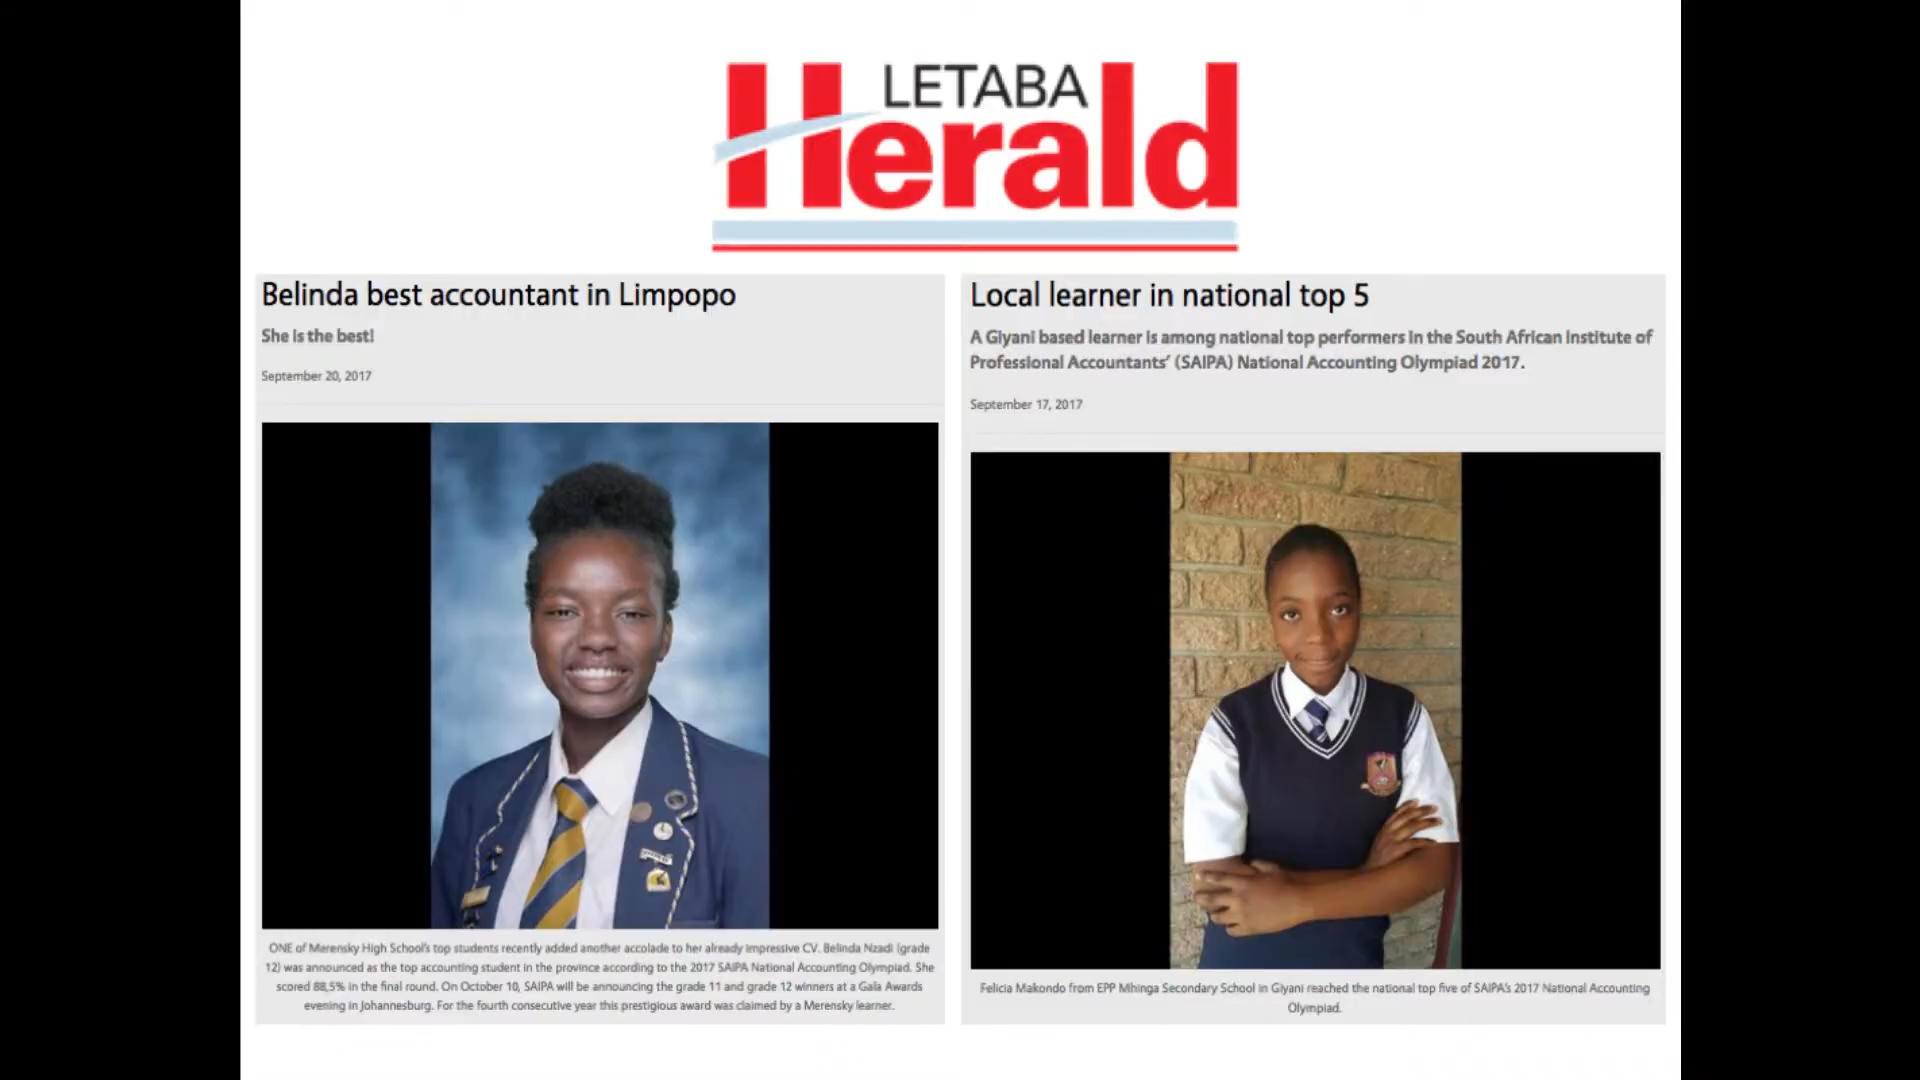 LETABA
Herald
Belinda best accountant in Limpopo
She is the best!
September 20, 2017
ONE of Merensky High School's top students recently added another accolade to her already impressive CV. Belinda Nzadi (grade
12) was announced as the top accounting student in the province according to the 2017 SAIPA National Accounting Olympiad. She
scored 88,5% in the final round. On October 10, SAIPA will be announcing the grade 11 and grade 12 winners at a Gala Awards
evening in Johannesburg. For the fourth consecutive year this prestigious award was claimed by a Merensky learner.
Local learner in national top 5
A Giyani based learner is among national top performers in the South African Institute of
Professional Accountants' (SAIPA) National Accounting Olympiad 2017.
September 17, 2017
Felicia Makondo from EPP Mhinga Secondary School in Giyani reached the national top five of SAIPA's 2017 National Accounting
Olympiad.